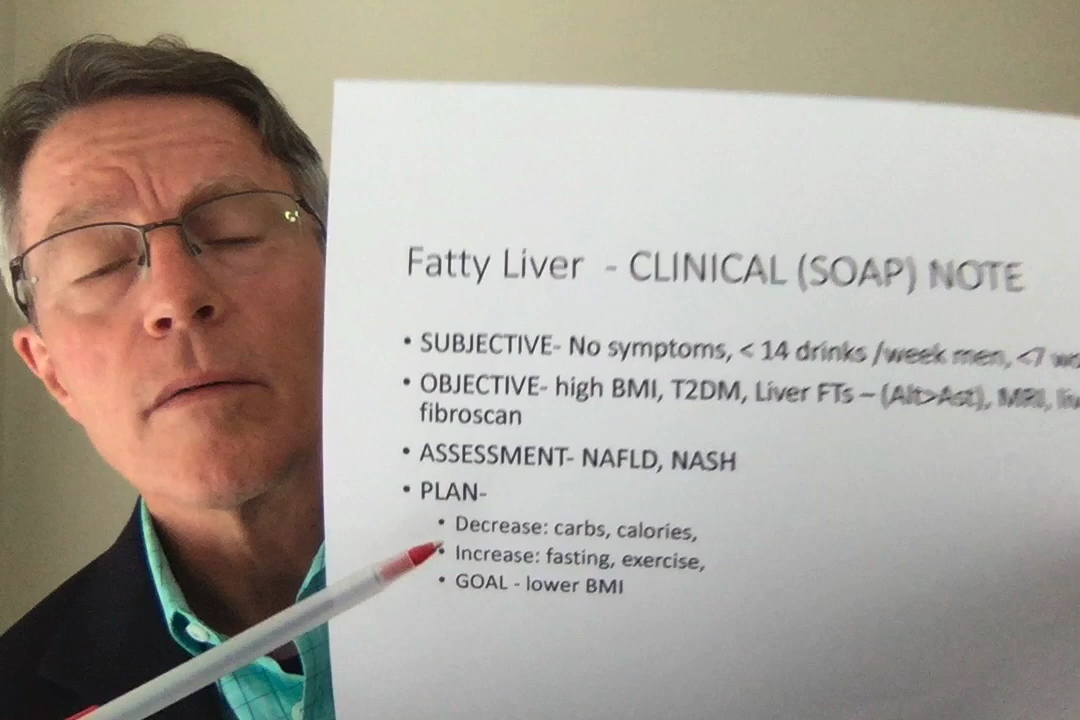 Fatty Liver - CLINICAL (SOAP) NOTE
• SUBJECTIVE- No symptoms, < 14 drinks /week men, <7
• OBJECTIVE- high BMI, T2DM, Liver FTs – (Alt>Ast), MRI,
fibroscan
• ASSESSMENT- NAFLD, NASH
• PLAN-
• Decrease: carbs, calories,
• Increase: fasting, exercise,
• GOAL - lower BMI